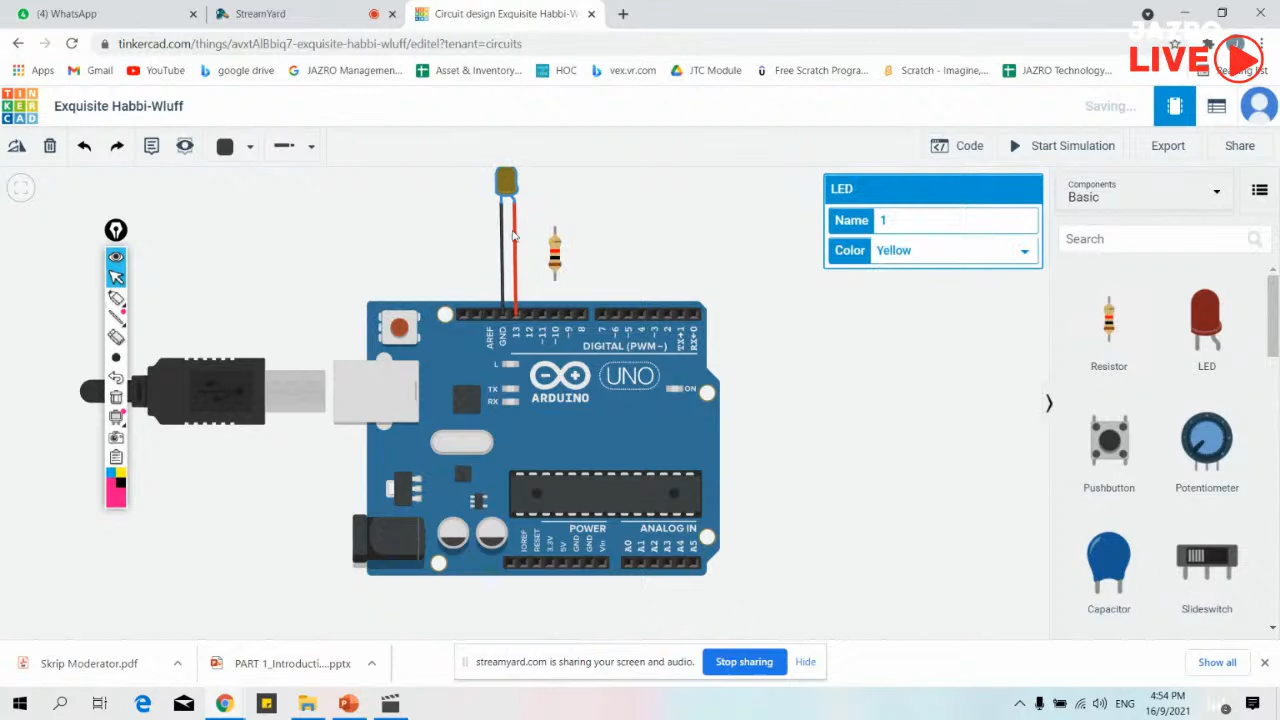 (4) WhatsApp
StreamYard
Circuit design Exquisite Habbi-W
tinkercad.com/things/avxtAlBbiq7-exquisite-habbi-wluff/editel?tenant=circuits
JAZRO
LIVE
Apps
Gmail
YouTube
google drive
JAZRO Managemen...
Asset & Inventory...
HOC
vex.vr.com
JTC Module
Free Scratch Progra...
Scratch - Imagine,...
JAZRO Technology...
Reading list
TIN
KER
CAD
Exquisite Habbi-Wluff
Saving...
Code
Start Simulation
Export
Share
LED
Name 1
Color Yellow
Components
Basic
Search
Resistor
LED
Pushbutton
Potentiometer
Capacitor
Slideswitch
AREF
GND
13
12
~11
~10
~9
8
7
~6
~5
4
~3
2
TX→1
RX←0
DIGITAL (PWM~)
L
TX
RX
ON
UNO
ARDUINO
POWER
ANALOG IN
IOREF
RESET
3.3V
5V
GND
GND
Vin
A0
A1
A2
A3
A4
A5
Skrip Moderator.pdf
PART 1_Introducti....pptx
streamyard.com is sharing your screen and audio.
Stop sharing
Hide
Show all
ENG
4:54 PM
16/9/2021
2